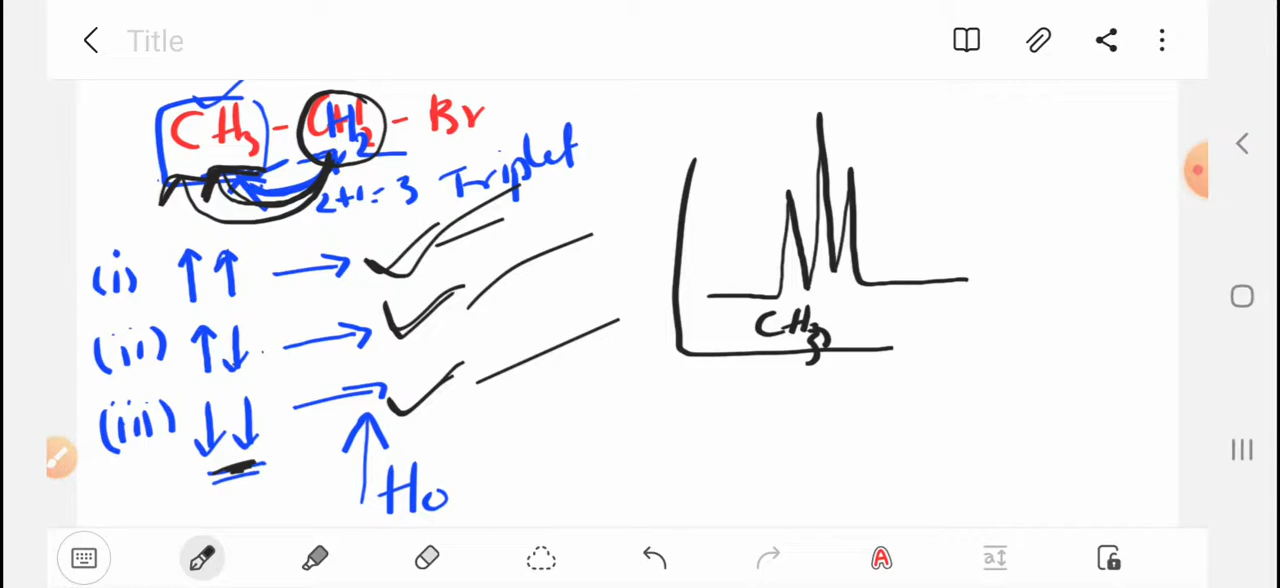 Title
CH3 - CH2 - Br
2+1=3 Triplet
(i) ↑↑ →
(ii) ↑↓ →
(iii) ↓↓ →
Ho
CH3
A